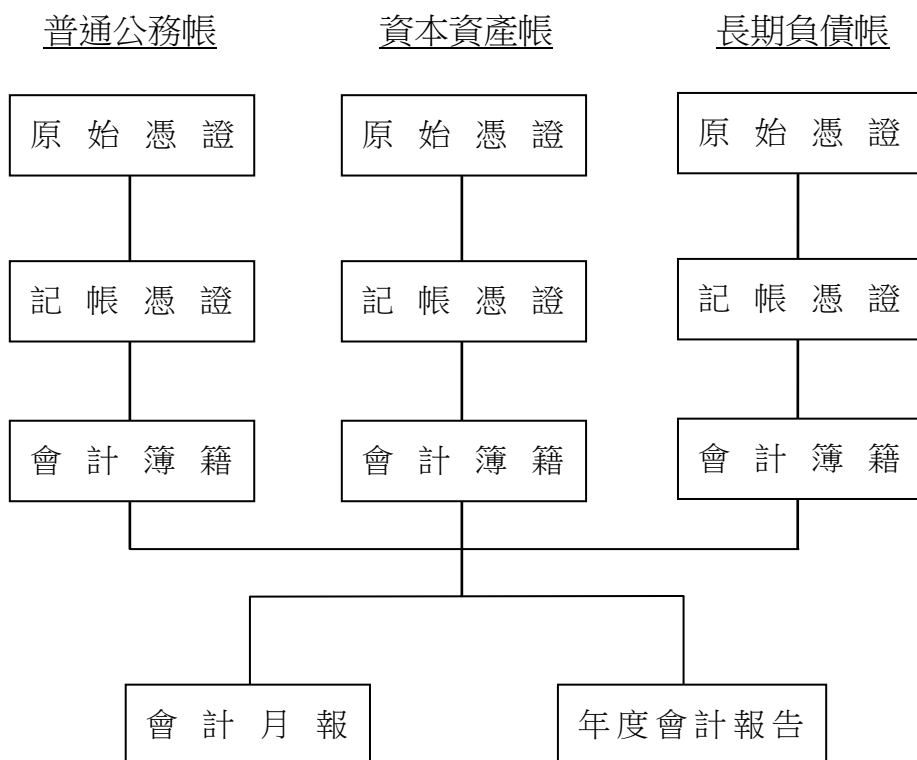 普通公務帳 資本資產帳 長期負債帳
原始憑證 原始憑證 原始憑證
記帳憑證 記帳憑證 記帳憑證
會計簿籍 會計簿籍 會計簿籍
會計月報 年度會計報告